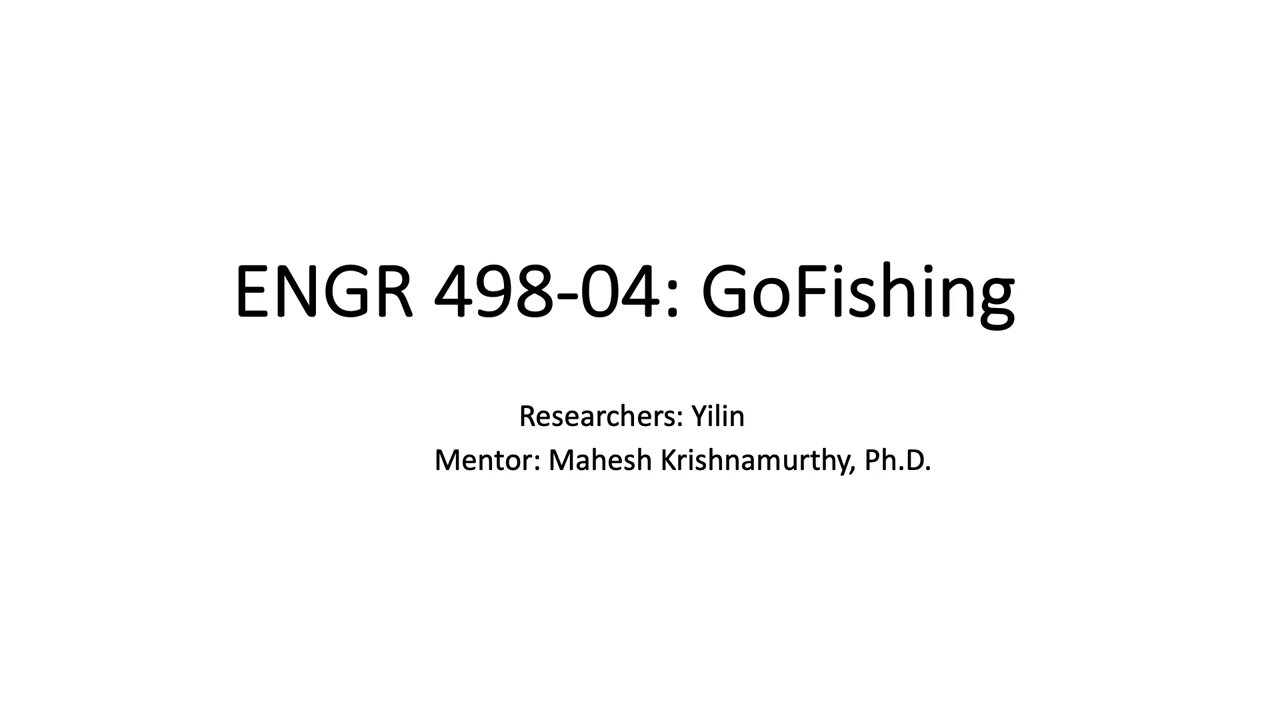 ENGR 498-04: GoFishing
Researchers: Yilin
Mentor: Mahesh Krishnamurthy, Ph.D.